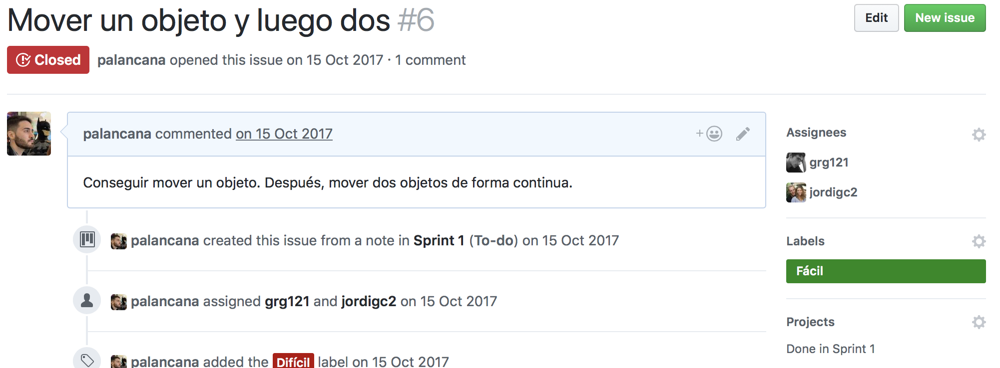 Mover un objeto y luego dos #6
Edit
New issue
Closed
palancana opened this issue on 15 Oct 2017 · 1 comment
palancana commented on 15 Oct 2017
Conseguir mover un objeto. Después, mover dos objetos de forma continua.
palancana created this issue from a note in Sprint 1 (To-do) on 15 Oct 2017
palancana assigned grg121 and jordigc2 on 15 Oct 2017
palancana added the Difícil label on 15 Oct 2017
Assignees
grg121
jordigc2
Labels
Fácil
Projects
Done in Sprint 1